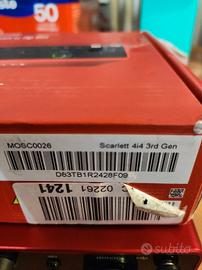 50
MOSC0026 Scarlett 4i4 3rd Gen
D63TB1R2428F09
02261 1241
subito